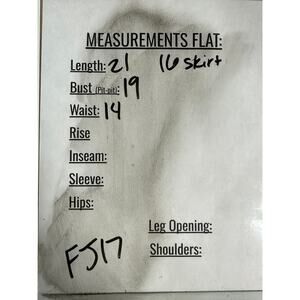 MEASUREMENTS FLAT:
Length: 21 16 skirt
Bust (Pit-pit): 19
Waist: 14
Rise
Inseam:
Sleeve:
Hips:
Leg Opening:
Shoulders:
FJ17